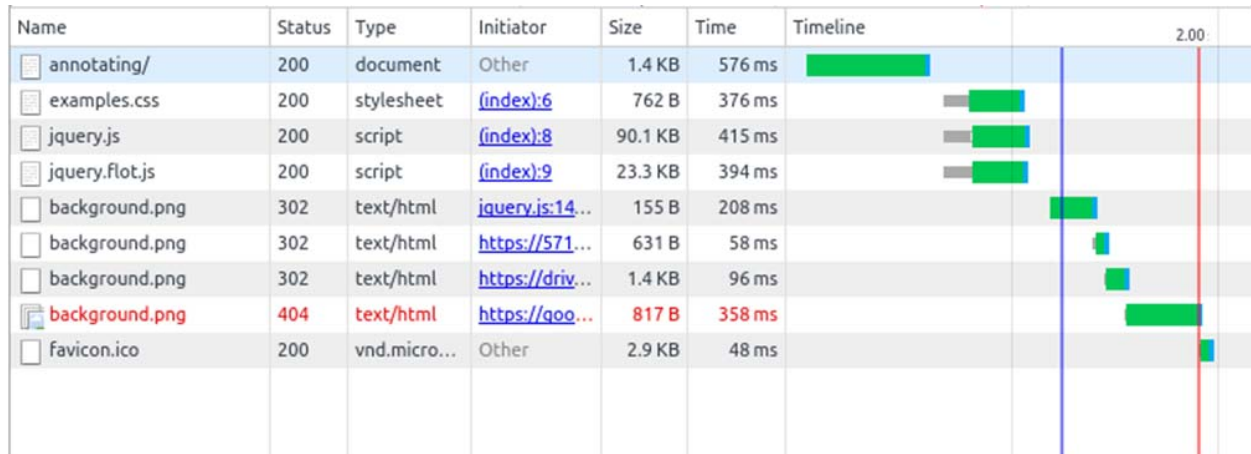 Name Status Type Initiator Size Time Timeline 2.00
annotating/ 200 document Other 1.4 KB 576 ms
examples.css 200 stylesheet (index):6 762 B 376 ms
jquery.js 200 script (index):8 90.1 KB 415 ms
jquery.flot.js 200 script (index):9 23.3 KB 394 ms
background.png 302 text/html jquery.js:14... 155 B 208 ms
background.png 302 text/html https://571... 631 B 58 ms
background.png 302 text/html https://driv... 1.4 KB 96 ms
background.png 404 text/html https://goo... 817 B 358 ms
favicon.ico 200 vnd.micro... Other 2.9 KB 48 ms